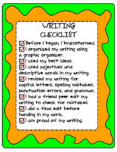 WRITING
CHECKLIST
Before I began, I brainstormed.
I organized my writing using
a graphic organizer.
I used my best ideas.
I used adjectives and
descriptive words in my writing.
I revised my writing for
capital letters, spelling mistakes,
punctuation errors, and grammar.
I had a friend peer edit my
writing to check for mistakes.
I did a final edit before
handing in my work.
I am proud of my writing.